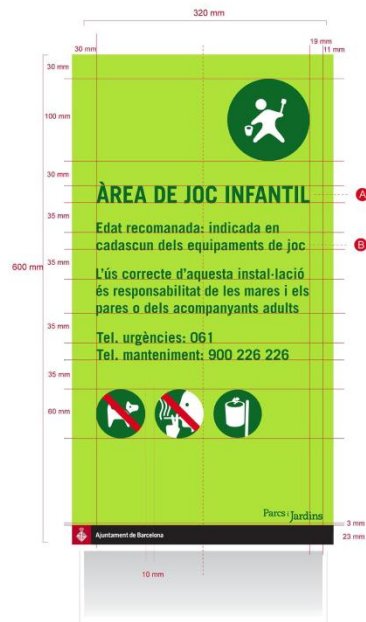 320 mm
30 mm
19 mm
11 mm
30 mm
100 mm
30 mm
ÀREA DE JOC INFANTIL
A
35 mm
Edat recomanada: indicada en
cadascun dels equipaments de joc
B
600 mm
35 mm
L'ús correcte d'aquesta instal·lació
és responsabilitat de les mares i els
pares o dels acompanyants adults
35 mm
Tel. urgències: 061
Tel. manteniment: 900 226 226
35 mm
60 mm
Parcs i Jardins
3 mm
Ajuntament de Barcelona
23 mm
10 mm